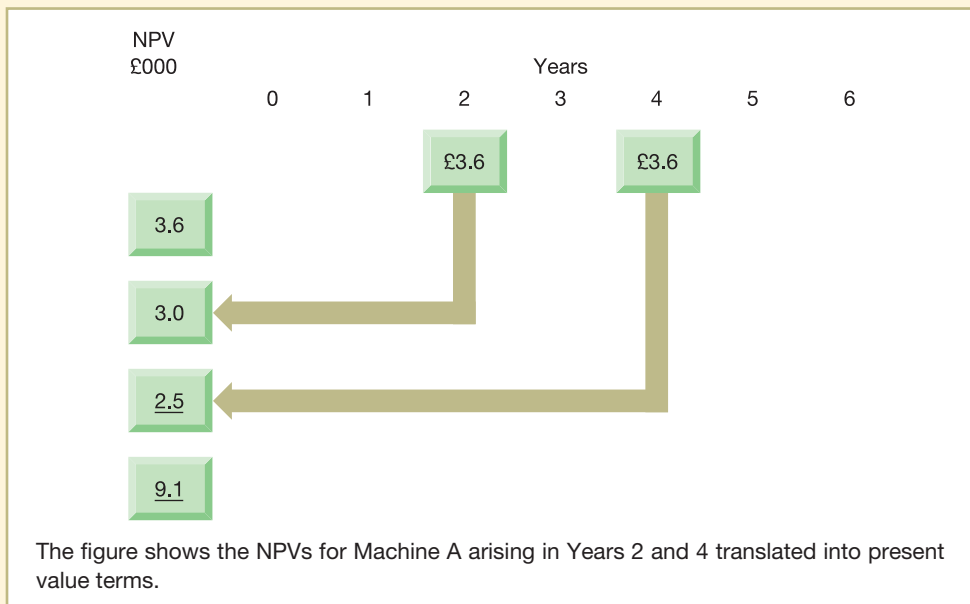 NPV
£000
Years
0 1 2 3 4 5 6
£3.6 £3.6
3.6
3.0
2.5
9.1
The figure shows the NPVs for Machine A arising in Years 2 and 4 translated into present
value terms.